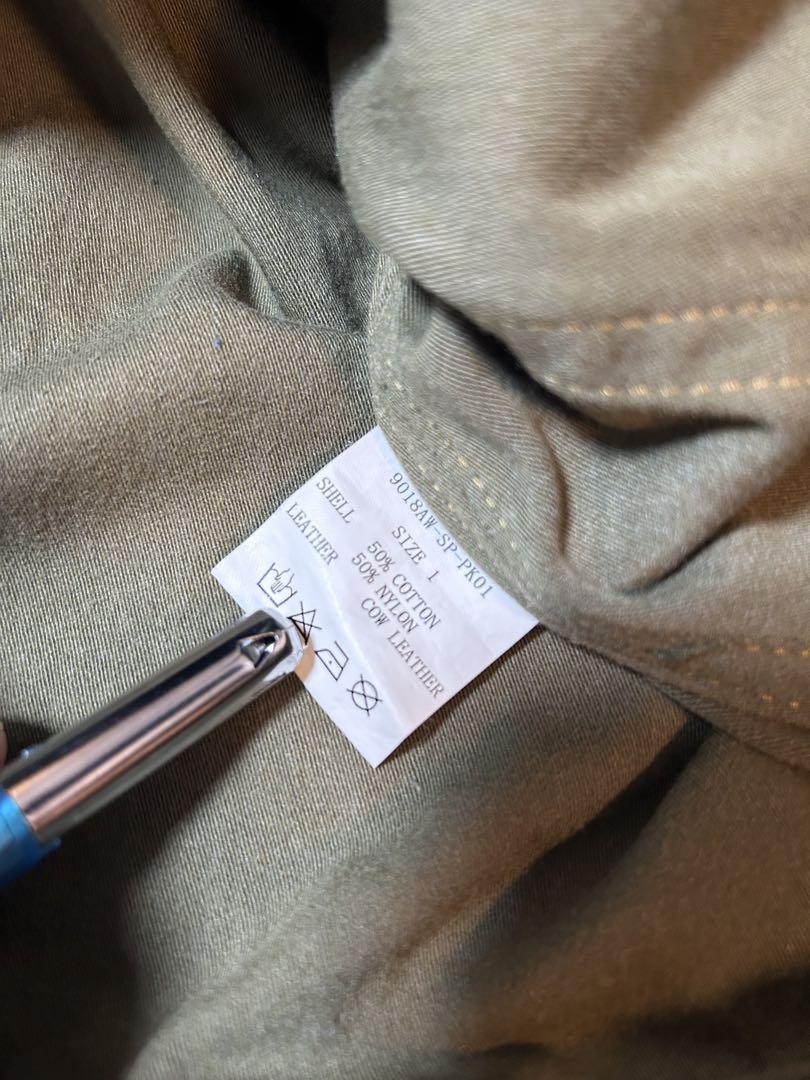 9018AW-SP-PK01
SIZE 1
SHELL 50% COTTON
50% NYLON
LEATHER COW LEATHER